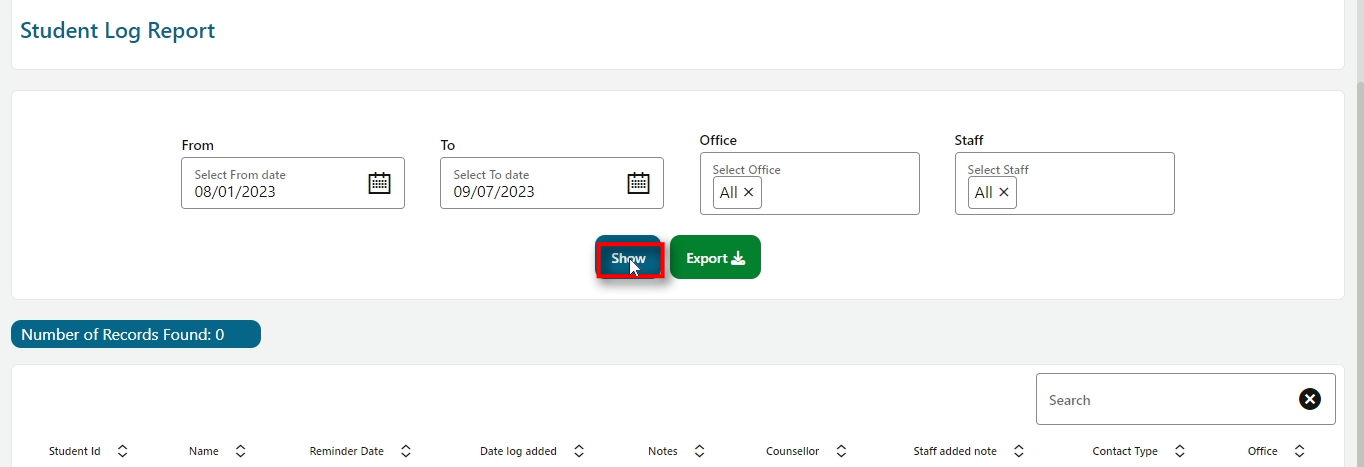 Student Log Report
From
To
Office
Staff
Select From date
08/01/2023
Select To date
09/07/2023
Select Office
All ×
Select Staff
All ×
Show
Export
Number of Records Found: 0
Search
Student Id
Name
Reminder Date
Date log added
Notes
Counsellor
Staff added note
Contact Type
Office